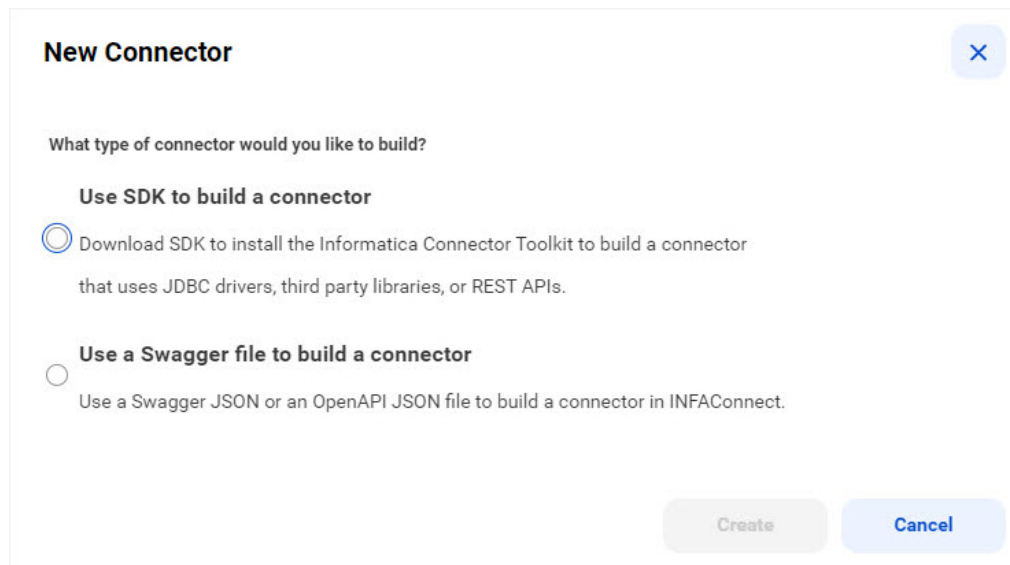 New Connector
What type of connector would you like to build?
Use SDK to build a connector
Download SDK to install the Informatica Connector Toolkit to build a connector
that uses JDBC drivers, third party libraries, or REST APIs.
Use a Swagger file to build a connector
Use a Swagger JSON or an OpenAPI JSON file to build a connector in INFAConnect.
Create
Cancel